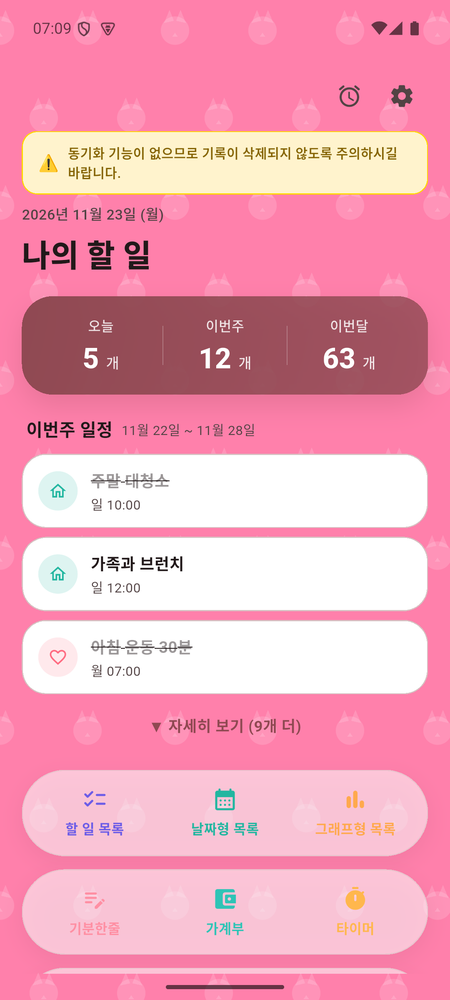 07:09
동기화 기능이 없으므로 기록이 삭제되지 않도록 주의하시길
바랍니다.
2026년 11월 23일 (월)
나의 할 일
오늘 이번주 이번달
5 개 12 개 63 개
이번주 일정 11월 22일 ~ 11월 28일
주말 대청소
일 10:00
가족과 브런치
일 12:00
아침 운동 30분
월 07:00
▼ 자세히 보기 (9개 더)
할 일 목록 날짜형 목록 그래프형 목록
기분한줄 가계부 타이머